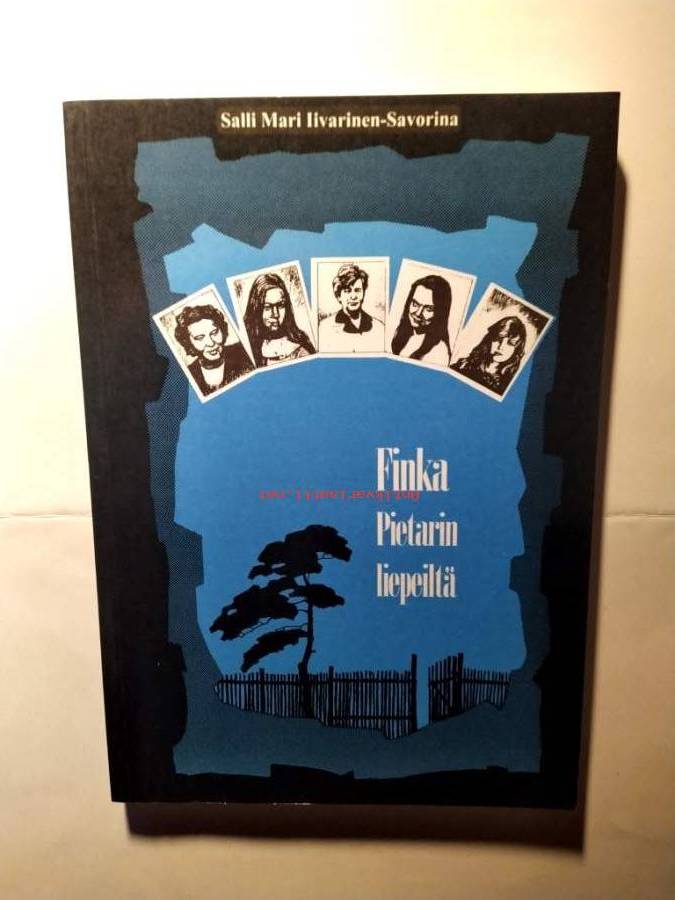 Salli Mari Iivarinen-Savorina
Finka
Pietarin
liepeiltä